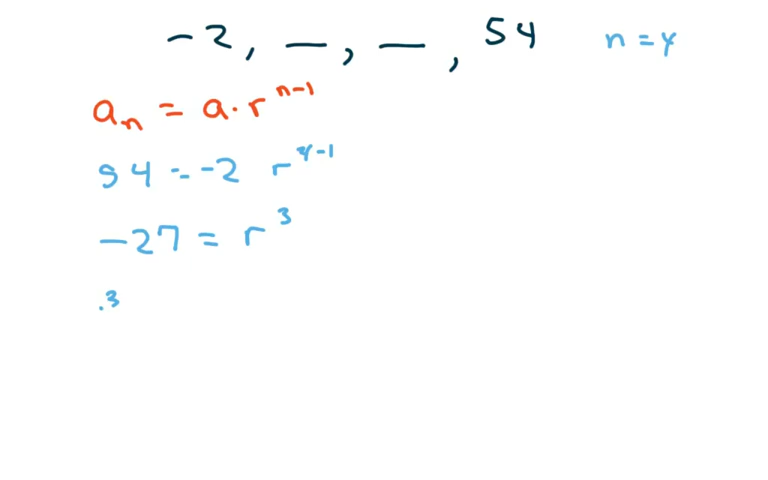 -2, __, __, 54 n = 4
aₙ = a · rⁿ⁻¹
54 = -2 r⁴⁻¹
-27 = r³
.3